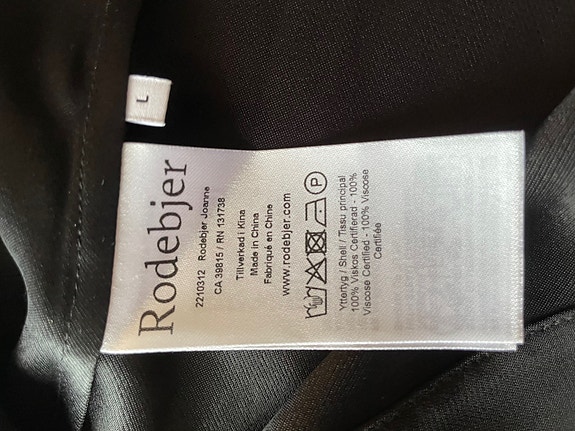 L
Rodebjer
2210312 Rodebjer Joanne
CA 39815 / RN 131738
Tillverkad i Kina
Made in China
Fabriqué en Chine
www.rodebjer.com
P
Yttertyg / Shell / Tissu principal
100% Viskos Certifierad - 100%
Viscose Certified - 100% Viscose
Certifiée